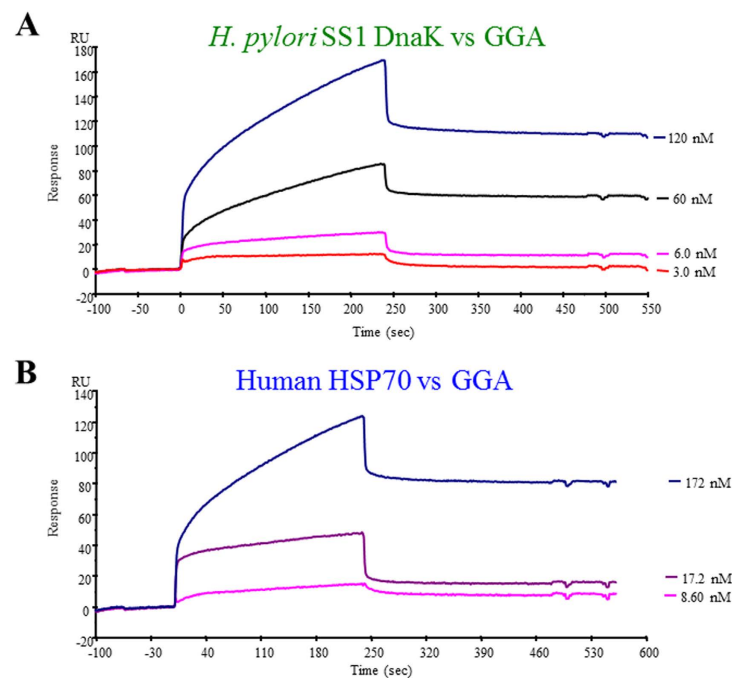 A
H. pylori SS1 DnaK vs GGA
RU
180
160
140
120
100
80
60
40
20
0
-20
Response
120 nM
60 nM
6.0 nM
3.0 nM
-100 -50 0 50 100 150 200 250 300 350 400 450 500 550
Time (sec)
B
Human HSP70 vs GGA
RU
140
120
100
80
60
40
20
0
-20
Response
172 nM
17.2 nM
8.60 nM
-100 -30 40 110 180 250 320 390 460 530 600
Time (sec)